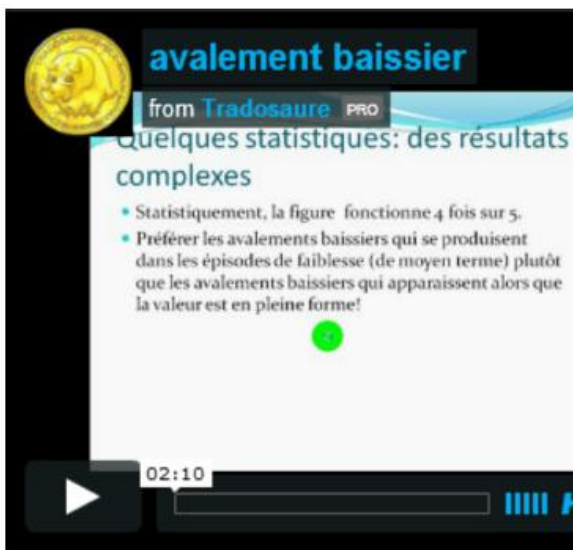 avalement baissier
from Tradosaure PRO
Quelques statistiques: des résultats
complexes
• Statistiquement, la figure fonctionne 4 fois sur 5.
• Préférer les avalements baissiers qui se produisent
dans les épisodes de faiblesse (de moyen terme) plutôt
que les avalements baissiers qui apparaissent alors que
la valeur est en pleine forme!
02:10